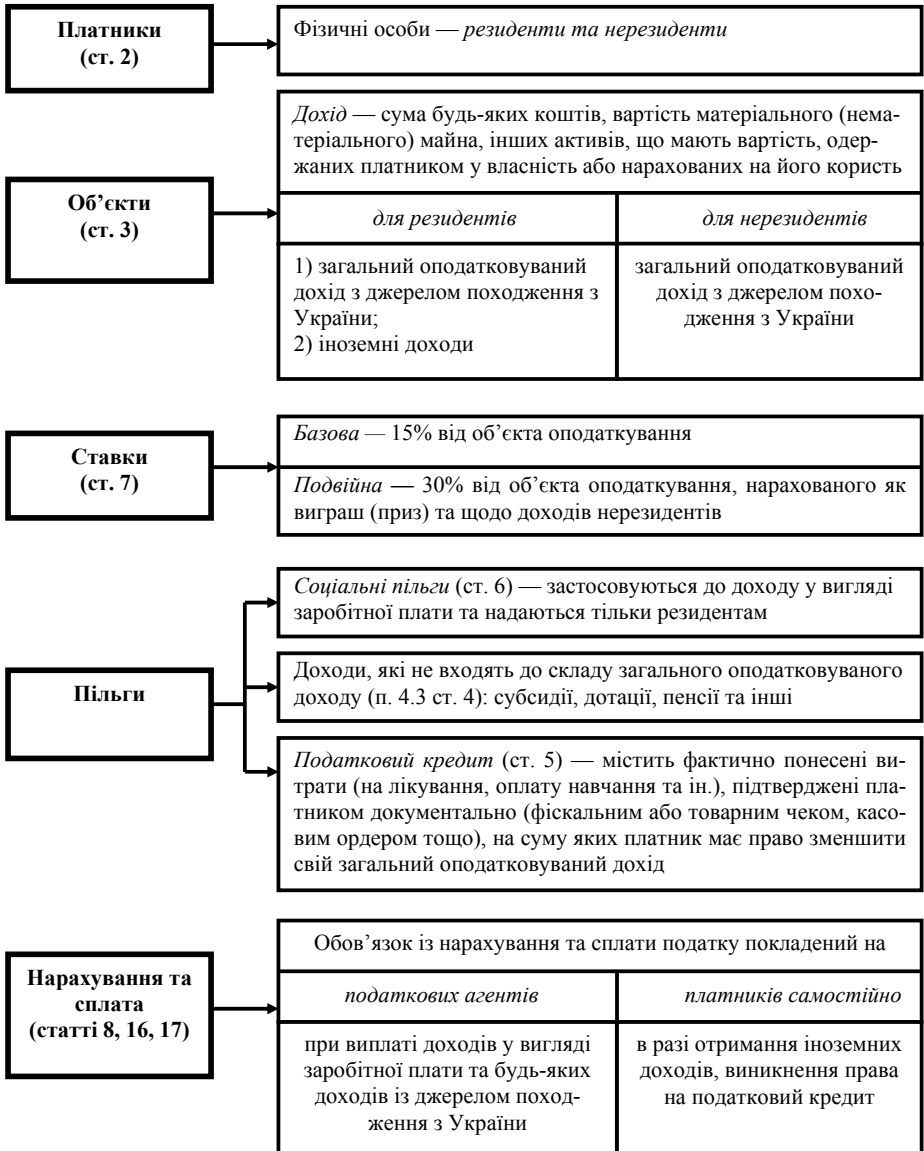 Платники
(ст. 2)
Фізичні особи — резиденти та нерезиденти
Об’єкти
(ст. 3)
Дохід — сума будь-яких коштів, вартість матеріального (нема-
теріального) майна, інших активів, що мають вартість, одер-
жаних платником у власність або нарахованих на його користь
для резидентів
для нерезидентів
1) загальний оподатковуваний
дохід з джерелом походження з
України;
2) іноземні доходи
загальний оподатковуваний
дохід з джерелом похо-
дження з України
Ставки
(ст. 7)
Базова — 15% від об’єкта оподаткування
Подвійна — 30% від об’єкта оподаткування, нарахованого як
виграш (приз) та щодо доходів нерезидентів
Пільги
Соціальні пільги (ст. 6) — застосовуються до доходу у вигляді
заробітної плати та надаються тільки резидентам
Доходи, які не входять до складу загального оподатковуваного
доходу (п. 4.3 ст. 4): субсидії, дотації, пенсії та інші
Податковий кредит (ст. 5) — містить фактично понесені ви-
трати (на лікування, оплату навчання та ін.), підтверджені пла-
тником документально (фіскальним або товарним чеком, касо-
вим ордером тощо), на суму яких платник має право зменшити
свій загальний оподатковуваний дохід
Нарахування та
сплата
(статті 8, 16, 17)
Обов’язок із нарахування та сплати податку покладений на
податкових агентів
платників самостійно
при виплаті доходів у вигляді
заробітної плати та будь-яких
доходів із джерелом поход-
ження з України
в разі отримання іноземних
доходів, виникнення права
на податковий кредит